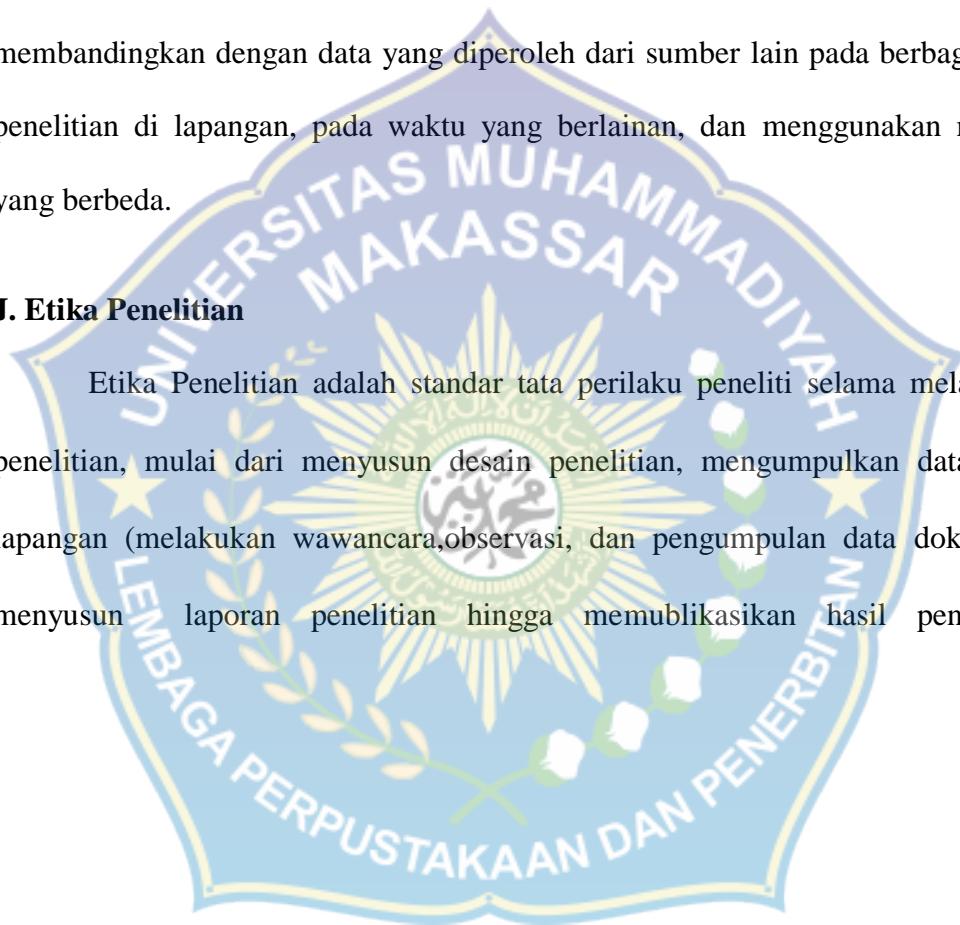 membandingkan dengan data yang diperoleh dari sumber lain pada berbag
penelitian di lapangan, pada waktu yang berlainan, dan menggunakan
yang berbeda.
J. Etika Penelitian
Etika Penelitian adalah standar tata perilaku peneliti selama mela
penelitian, mulai dari menyusun desain penelitian, mengumpulkan data
lapangan (melakukan wawancara,observasi, dan pengumpulan data dok
menyusun laporan penelitian hingga memublikasikan hasil pen
UNIVERSITAS MUHAMMADIYAH
MAKASSAR
LEMBAGA PERPUSTAKAAN DAN PENERBITAN